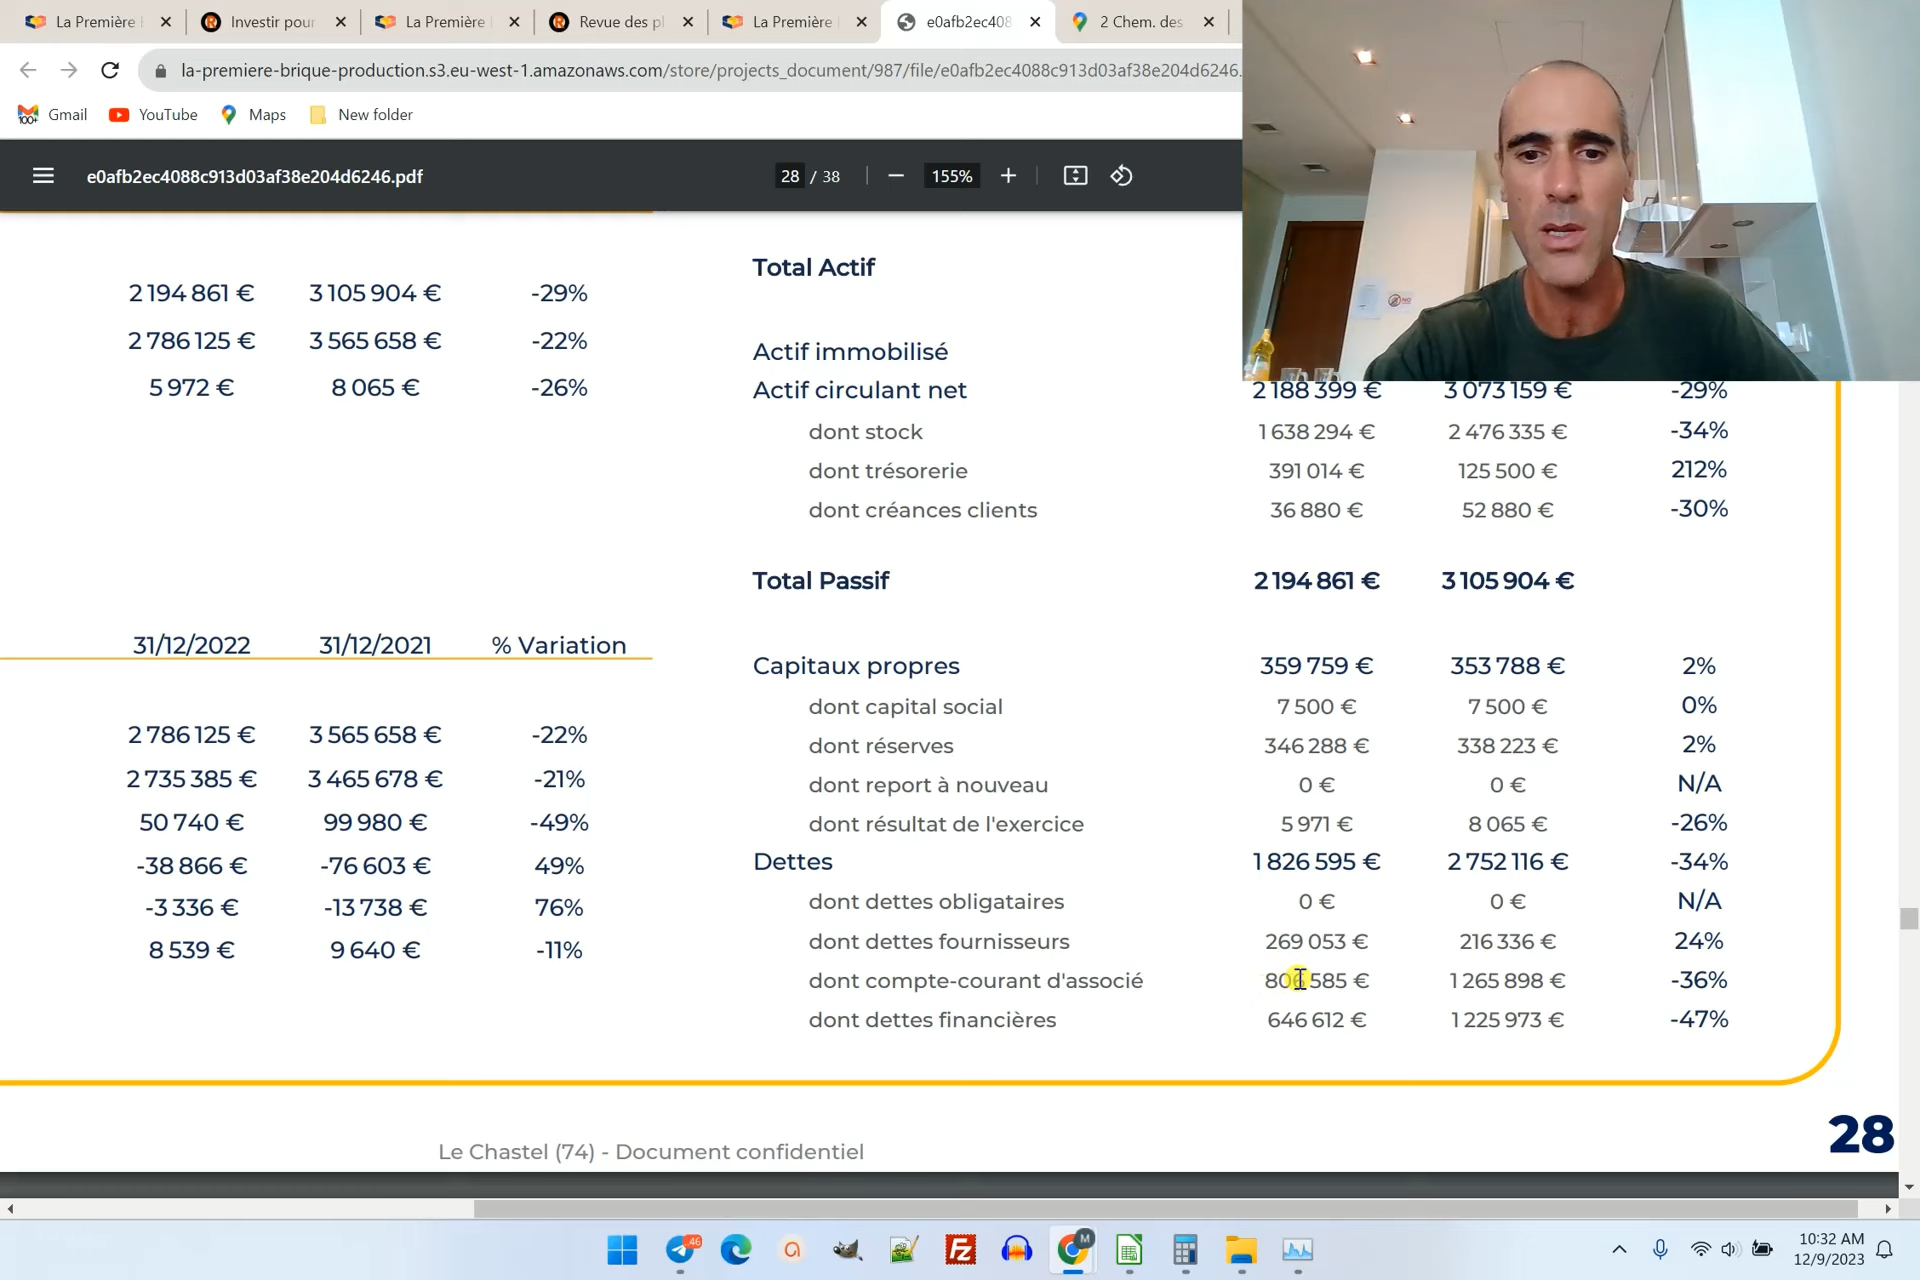 La Première
Investir pour
La Première
Revue des pl
La Première
e0afb2ec408
2 Chem. des
la-premiere-brique-production.s3.eu-west-1.amazonaws.com/store/projects_document/987/file/e0afb2ec4088c913d03af38e204d6246.
100+
Gmail
YouTube
Maps
New folder
e0afb2ec4088c913d03af38e204d6246.pdf
28 / 38
155%
2 194 861 € 3 105 904 € -29%
2 786 125 € 3 565 658 € -22%
5 972 € 8 065 € -26%
31/12/2022 31/12/2021 % Variation
2 786 125 € 3 565 658 € -22%
2 735 385 € 3 465 678 € -21%
50 740 € 99 980 € -49%
-38 866 € -76 603 € 49%
-3 336 € -13 738 € 76%
8 539 € 9 640 € -11%
Total Actif
Actif immobilisé
Actif circulant net 2 188 399 € 3 073 159 € -29%
dont stock 1 638 294 € 2 476 335 € -34%
dont trésorerie 391 014 € 125 500 € 212%
dont créances clients 36 880 € 52 880 € -30%
Total Passif 2 194 861 € 3 105 904 €
Capitaux propres 359 759 € 353 788 € 2%
dont capital social 7 500 € 7 500 € 0%
dont réserves 346 288 € 338 223 € 2%
dont report à nouveau 0 € 0 € N/A
dont résultat de l'exercice 5 971 € 8 065 € -26%
Dettes 1 826 595 € 2 752 116 € -34%
dont dettes obligataires 0 € 0 € N/A
dont dettes fournisseurs 269 053 € 216 336 € 24%
dont compte-courant d'associé 806 585 € 1 265 898 € -36%
dont dettes financières 646 612 € 1 225 973 € -47%
NO
Le Chastel (74) - Document confidentiel
28
46
M
10:32 AM
12/9/2023